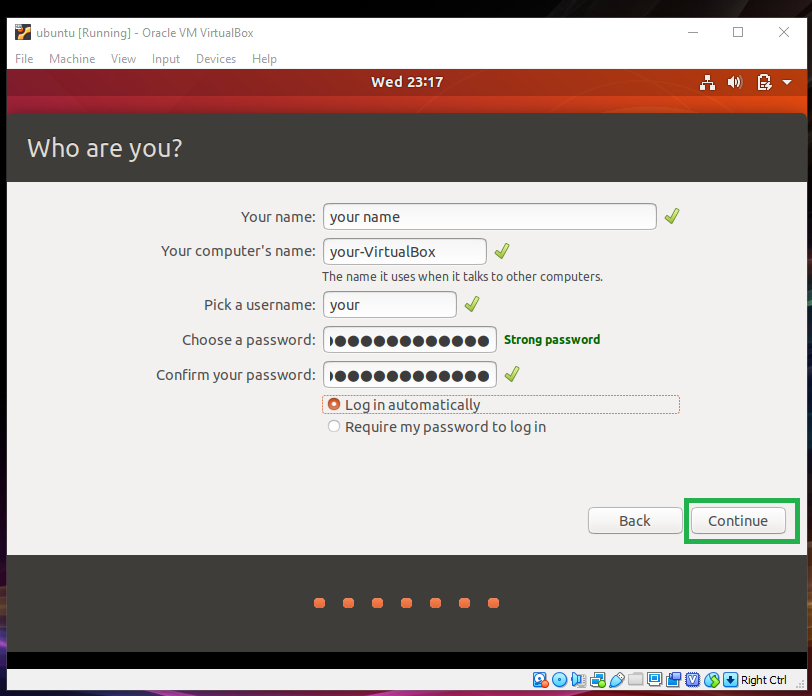 ubuntu [Running] - Oracle VM VirtualBox
File Machine View Input Devices Help
Wed 23:17
Who are you?
Your name: your name
Your computer's name: your-VirtualBox
The name it uses when it talks to other computers.
Pick a username: your
Choose a password: Strong password
Confirm your password:
Log in automatically
Require my password to log in
Back Continue
Right Ctrl